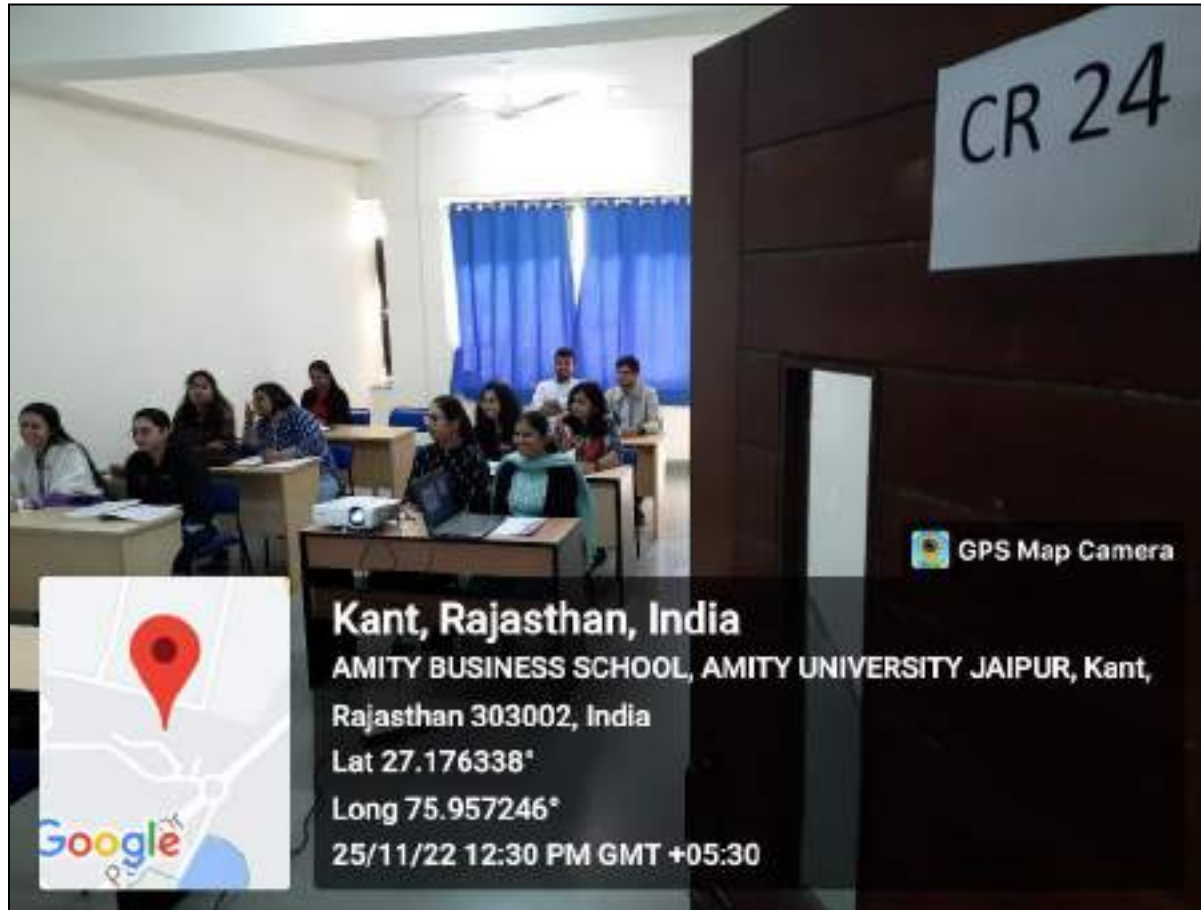 CR 24
GPS Map Camera
Kant, Rajasthan, India
AMITY BUSINESS SCHOOL, AMITY UNIVERSITY JAIPUR, Kant,
Rajasthan 303002, India
Lat 27.176338°
Long 75.957246°
25/11/22 12:30 PM GMT +05:30
Google